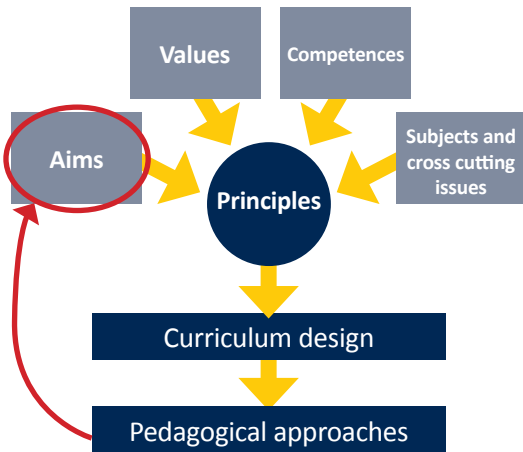 Values
Competences
Aims
Subjects and
cross cutting
issues
Principles
Curriculum design
Pedagogical approaches